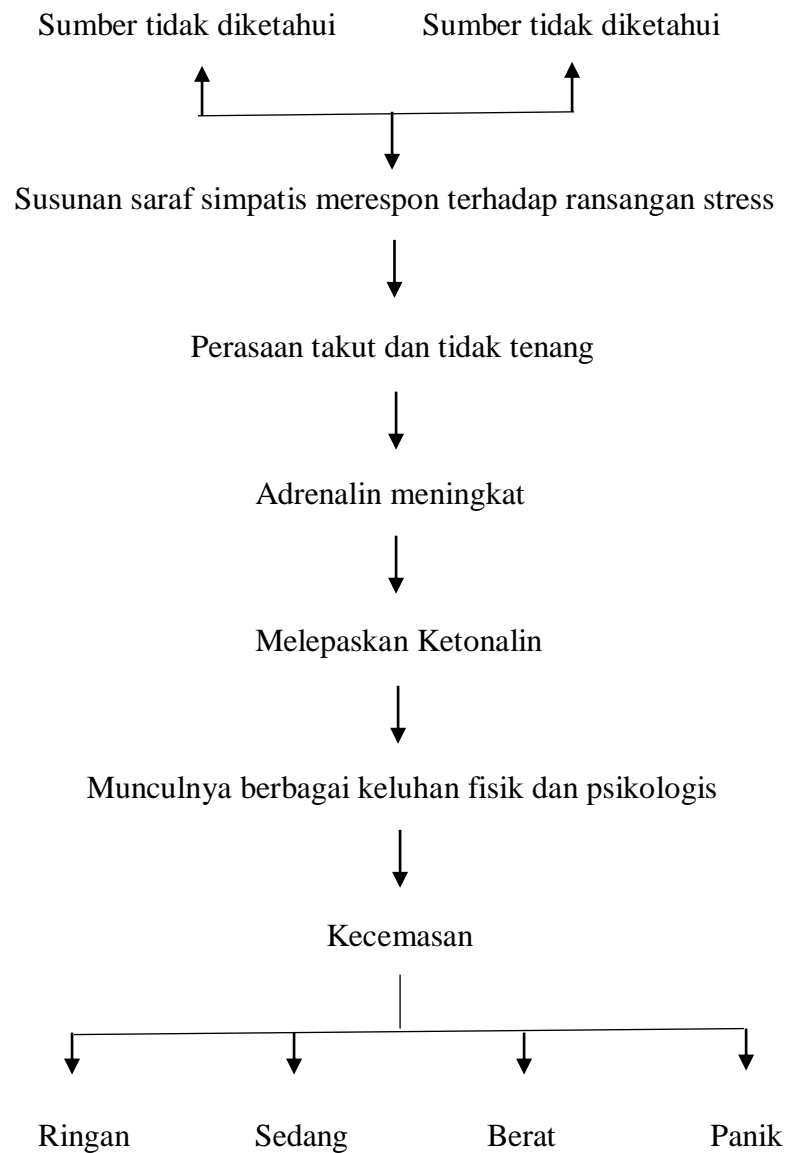 Sumber tidak diketahui Sumber tidak diketahui
Susunan saraf simpatis merespon terhadap ransangan stress
Perasaan takut dan tidak tenang
Adrenalin meningkat
Melepaskan Ketonalin
Munculnya berbagai keluhan fisik dan psikologis
Kecemasan
Ringan Sedang Berat Panik